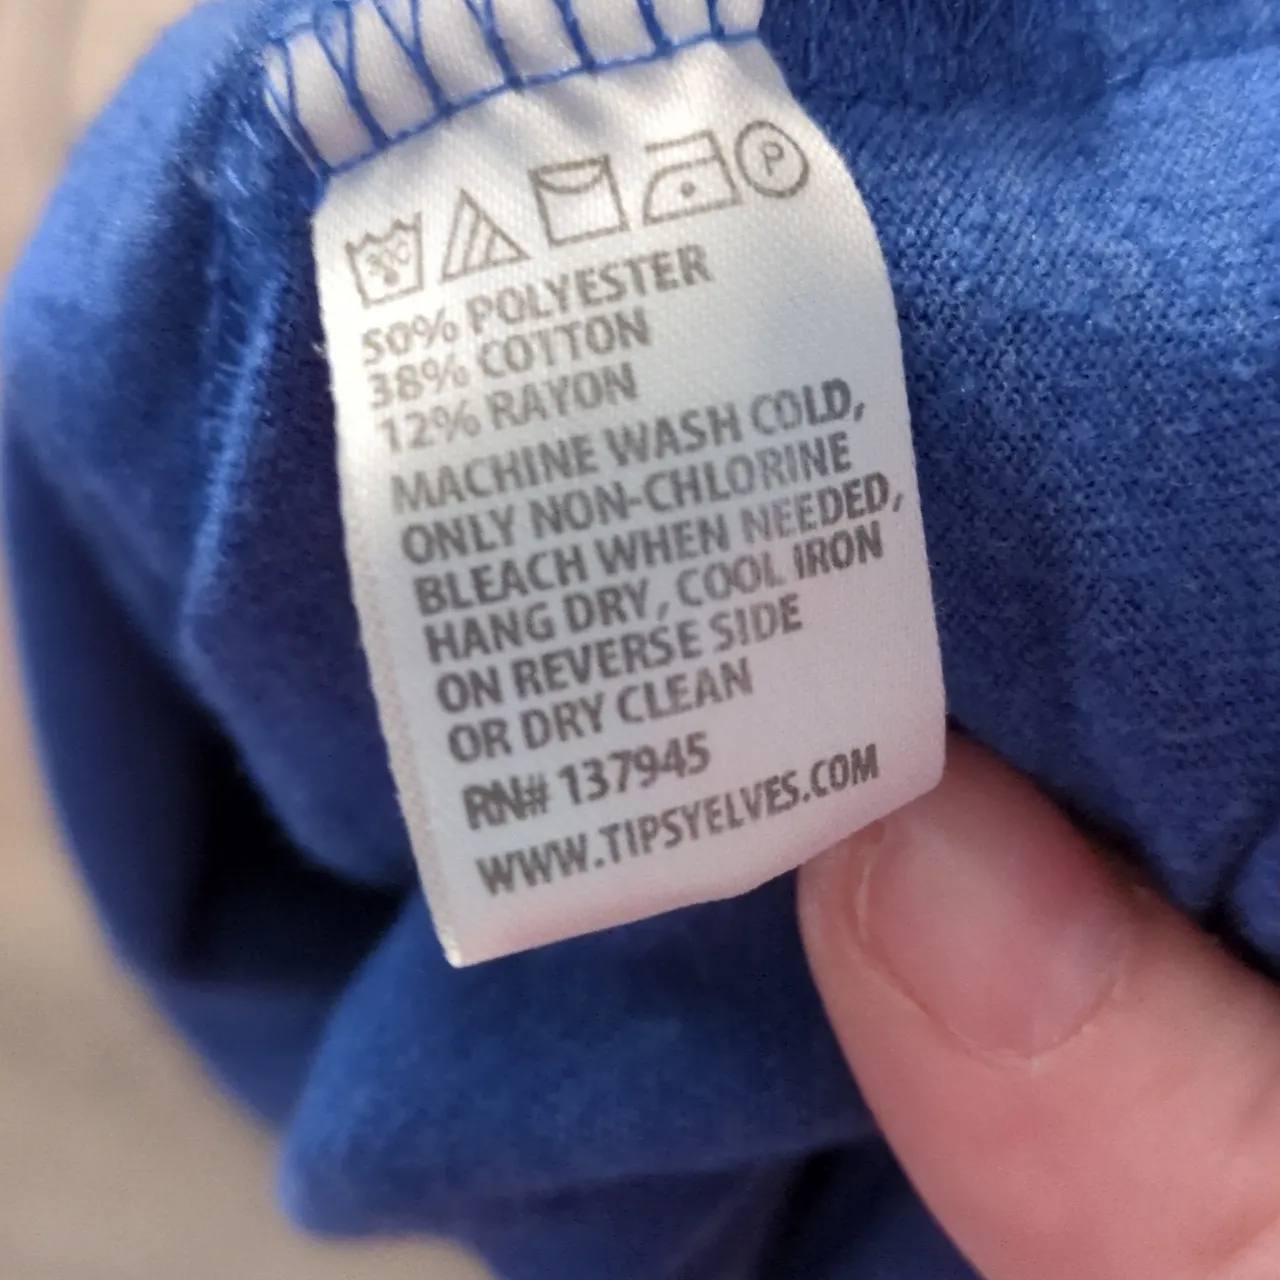 30C
P
50% POLYESTER
38% COTTON
12% RAYON
MACHINE WASH COLD,
ONLY NON-CHLORINE
BLEACH WHEN NEEDED,
HANG DRY, COOL IRON
ON REVERSE SIDE
OR DRY CLEAN
RN# 137945
WWW.TIPSYELVES.COM